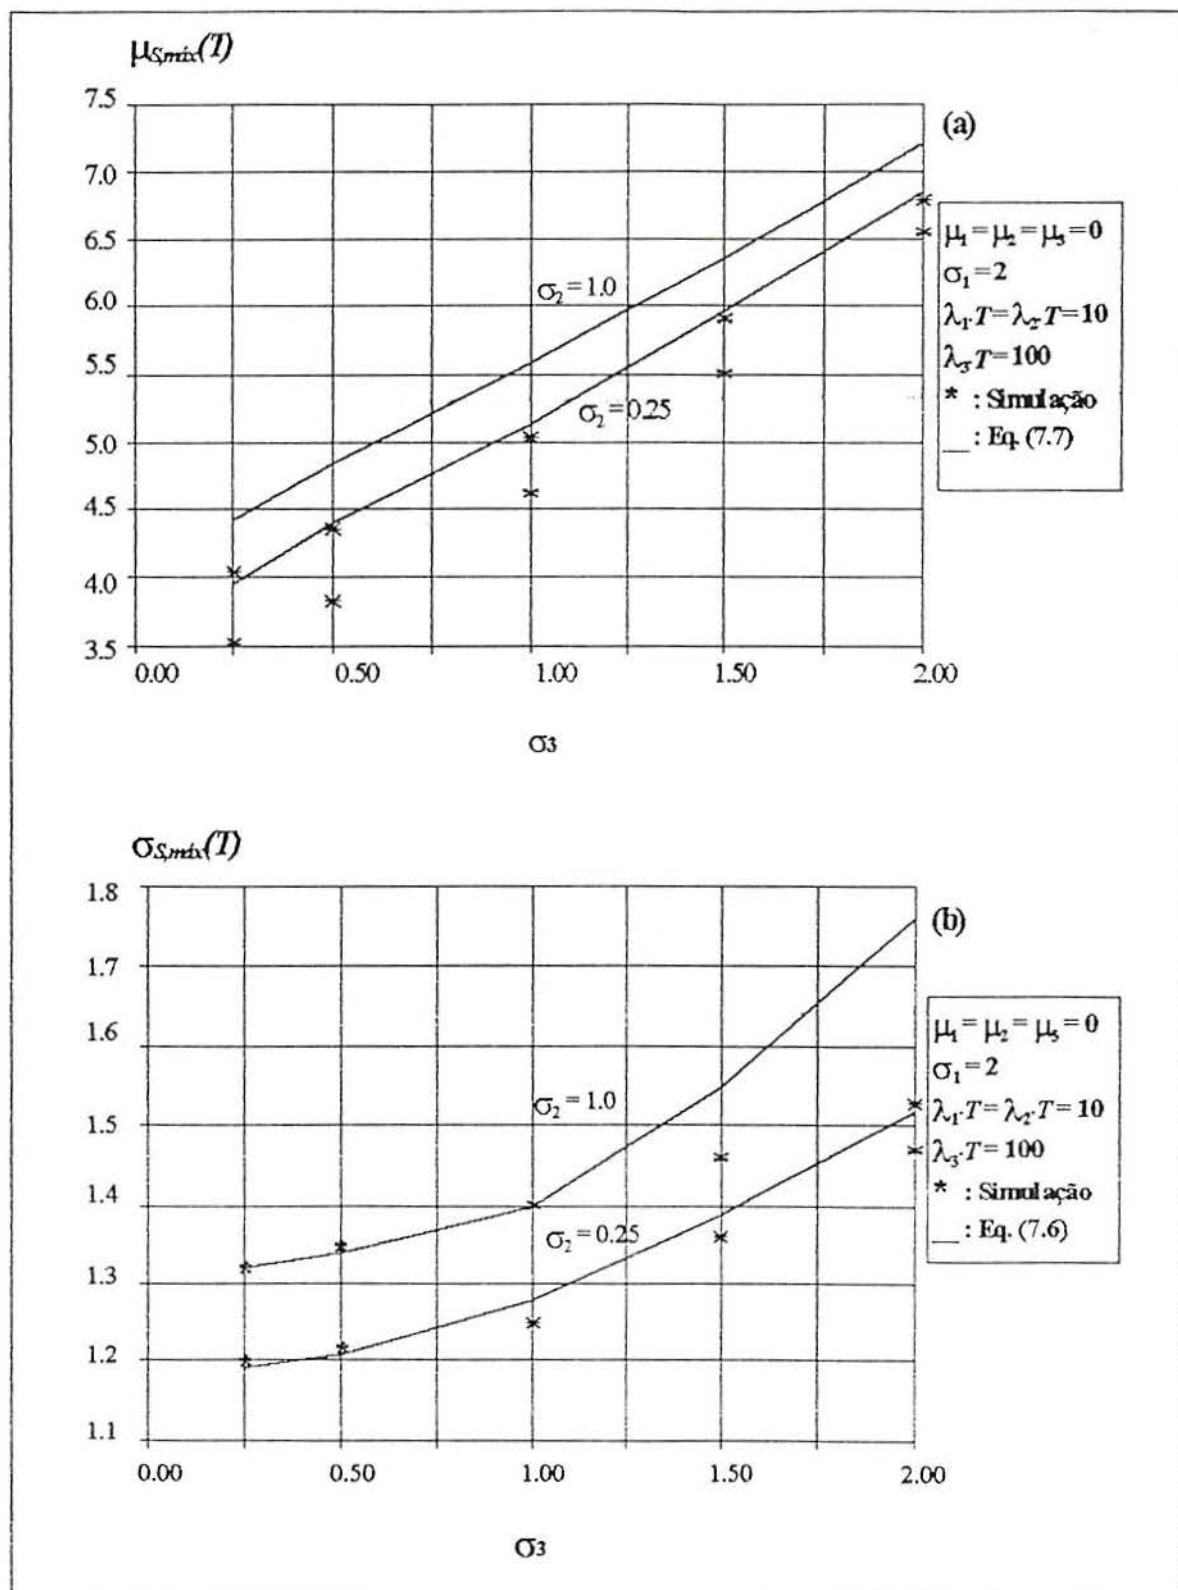 μS,máx(T)
7.5
(a)
7.0
6.5
6.0
5.5
5.0
4.5
4.0
3.5
σ₂ = 1.0
σ₂ = 0.25
μ₁ = μ₂ = μ₃ = 0
σ₁ = 2
λ₁·T = λ₂·T = 10
λ₃·T = 100
* : Simulação
__ : Eq. (7.7)
0.00 0.50 1.00 1.50 2.00
σ3
σS,máx(T)
1.8
(b)
1.7
1.6
1.5
1.4
1.3
1.2
1.1
σ₂ = 1.0
σ₂ = 0.25
μ₁ = μ₂ = μ₃ = 0
σ₁ = 2
λ₁·T = λ₂·T = 10
λ₃·T = 100
* : Simulação
__ : Eq. (7.6)
0.00 0.50 1.00 1.50 2.00
σ3